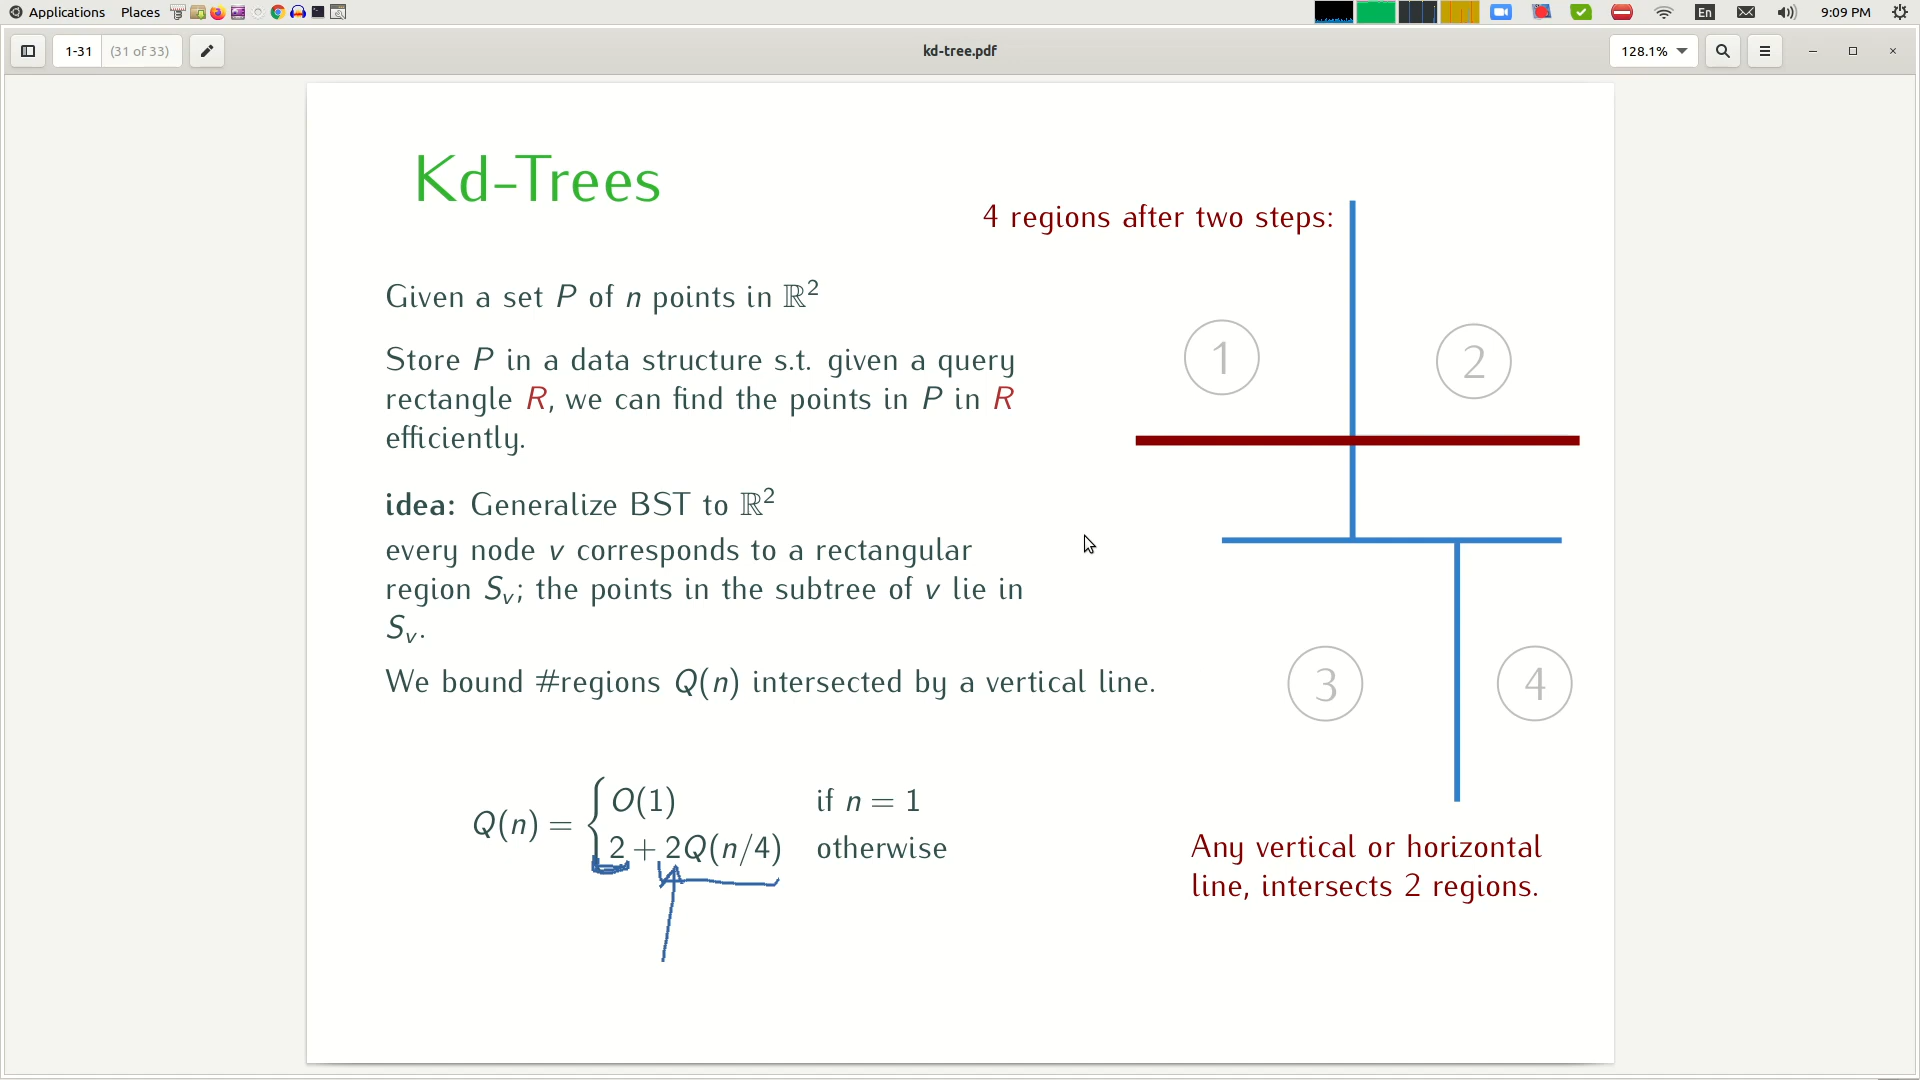 Applications Places En 9:09 PM
1-31 (31 of 33) kd-tree.pdf 128.1%
Kd-Trees
4 regions after two steps:
Given a set P of n points in ℝ²
Store P in a data structure s.t. given a query
rectangle R, we can find the points in P in R
efficiently.
idea: Generalize BST to ℝ²
every node v corresponds to a rectangular
region Sᵥ; the points in the subtree of v lie in
Sᵥ.
We bound #regions Q(n) intersected by a vertical line.
Q(n) = { O(1) if n = 1
2 + 2Q(n/4) otherwise
1 2
3 4
Any vertical or horizontal
line, intersects 2 regions.